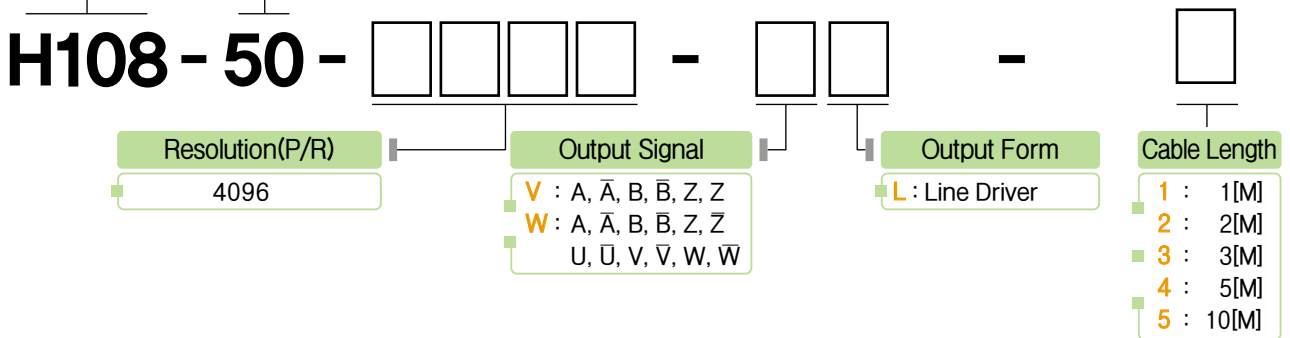 H108 - 50 - -  -
Resolution(P/R)
4096
Output Signal
V : A, A̅, B, B̅, Z, Z
W : A, A̅, B, B̅, Z, Z̅
U, U̅, V, V̅, W, W̅
Output Form
L : Line Driver
Cable Length
1 : 1[M]
2 : 2[M]
3 : 3[M]
4 : 5[M]
5 : 10[M]